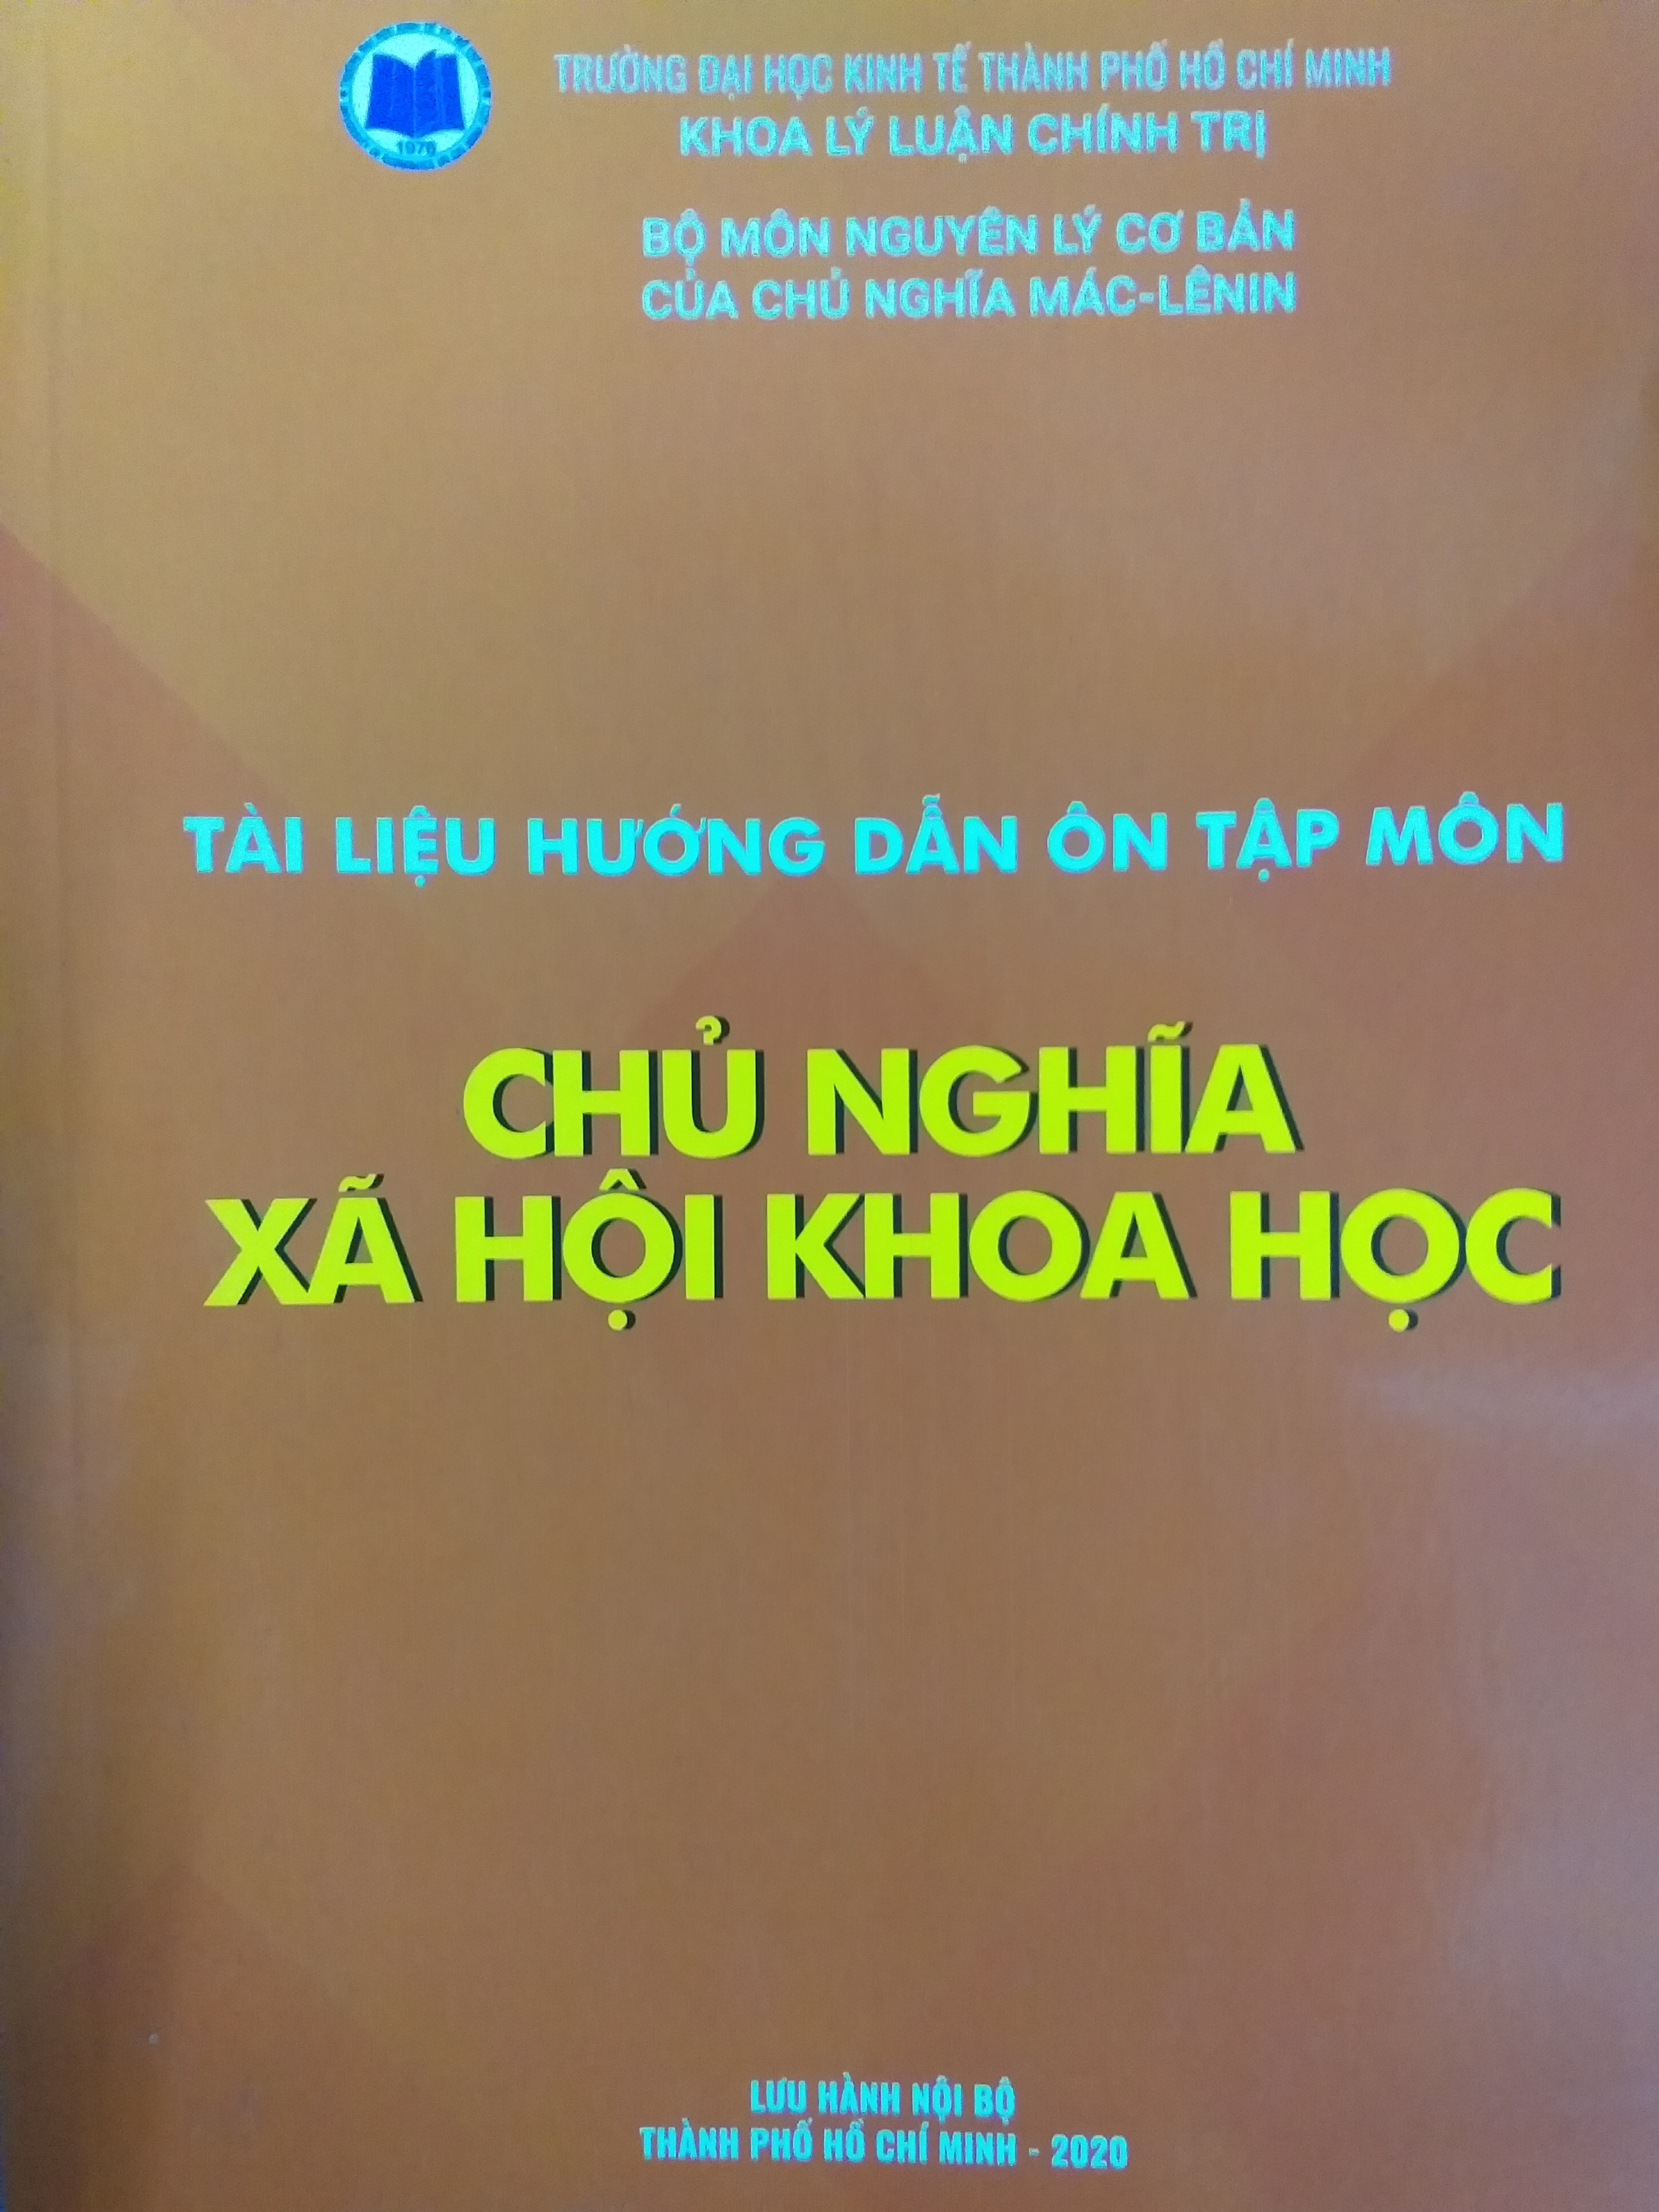 1976
TRƯỜNG ĐẠI HỌC KINH TẾ THÀNH PHỐ HỒ CHÍ MINH
KHOA LÝ LUẬN CHÍNH TRỊ
BỘ MÔN NGUYÊN LÝ CƠ BẢN
CỦA CHỦ NGHĨA MÁC-LÊNIN
TÀI LIỆU HƯỚNG DẪN ÔN TẬP MÔN
CHỦ NGHĨA
XÃ HỘI KHOA HỌC
LƯU HÀNH NỘI BỘ
THÀNH PHỐ HỒ CHÍ MINH - 2020